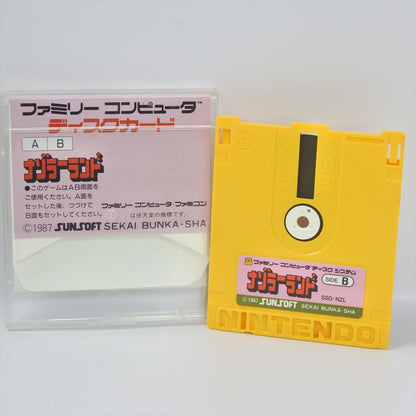 ファミリー コンピュータ™
ディスクカード
A B
ナゾラーランド
●このゲームはAB両面を
ご使用ください。A面を
セットした後、つづけて
B面もセットしてください。
ファミリーコンピュータ・ファミコン
は任天堂の商標です。
©1987 SUNSOFT SEKAI BUNKA-SHA
ファミリーコンピュータ ディスク システム
ナゾラーランド
SIDE B
SSD-NZL
©1987 SUNSOFT SEKAI BUNKA-SHA
NINTENDO